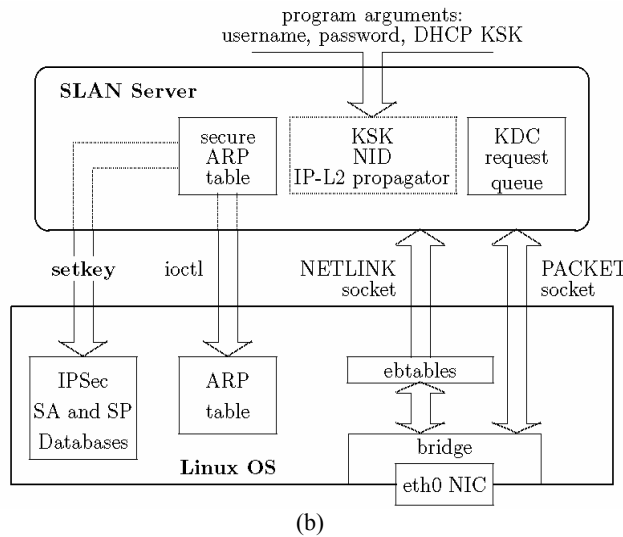 program arguments:
username, password, DHCP KSK
SLAN Server
secure
ARP
table
KSK
NID
IP-L2 propagator
KDC
request
queue
setkey
ioctl
NETLINK
socket
PACKET
socket
IPSec
SA and SP
Databases
ARP
table
ebtables
bridge
Linux OS
eth0 NIC
(b)